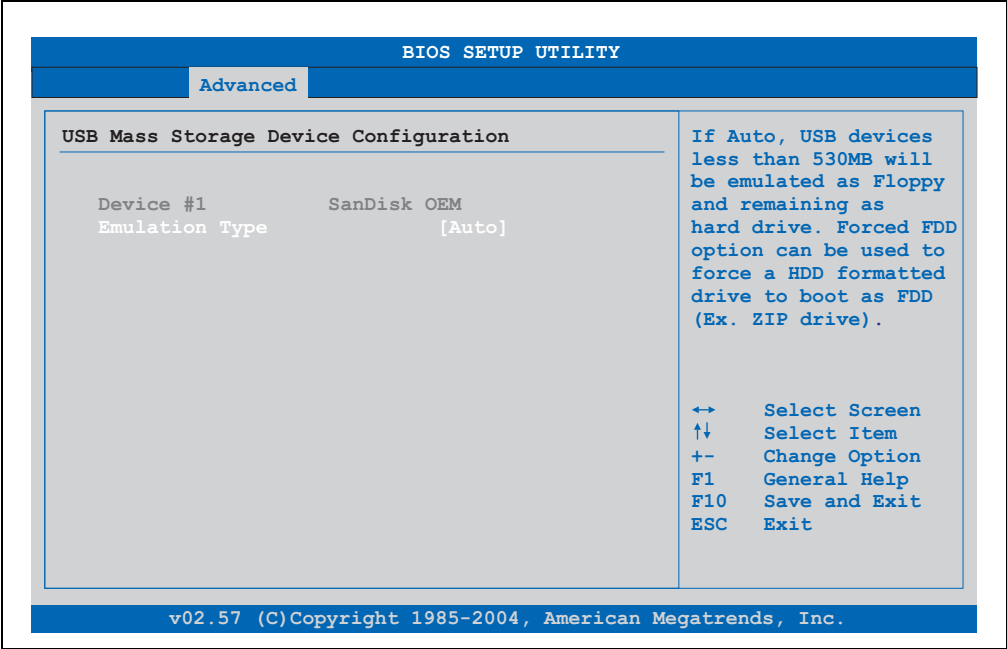 BIOS SETUP UTILITY
Advanced
USB Mass Storage Device Configuration
Device #1 SanDisk OEM
Emulation Type [Auto]
If Auto, USB devices
less than 530MB will
be emulated as Floppy
and remaining as
hard drive. Forced FDD
option can be used to
force a HDD formatted
drive to boot as FDD
(Ex. ZIP drive).
←→ Select Screen
↑↓ Select Item
+- Change Option
F1 General Help
F10 Save and Exit
ESC Exit
v02.57 (C)Copyright 1985-2004, American Megatrends, Inc.